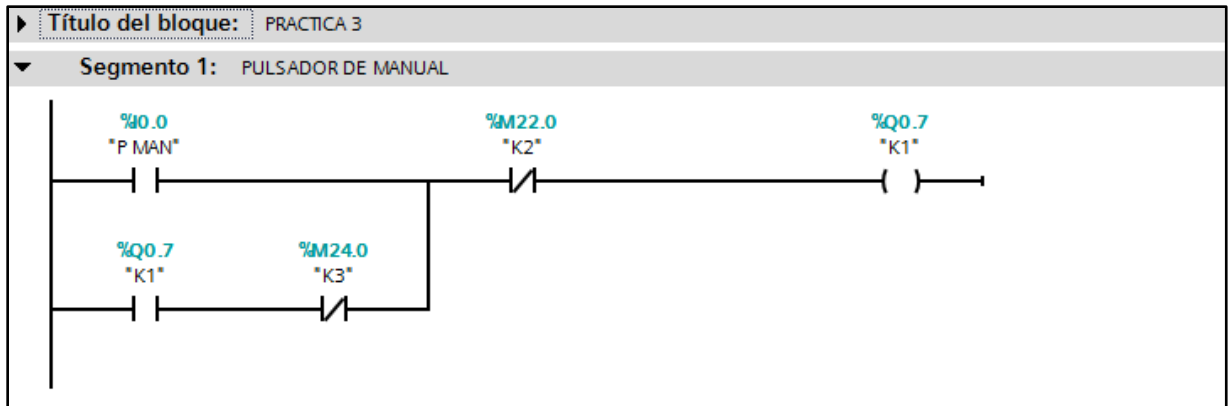 Título del bloque: PRACTICA 3
Segmento 1: PULSADOR DE MANUAL
%I0.0 %M22.0 %Q0.7
"P MAN" "K2" "K1"
%Q0.7 %M24.0
"K1" "K3"